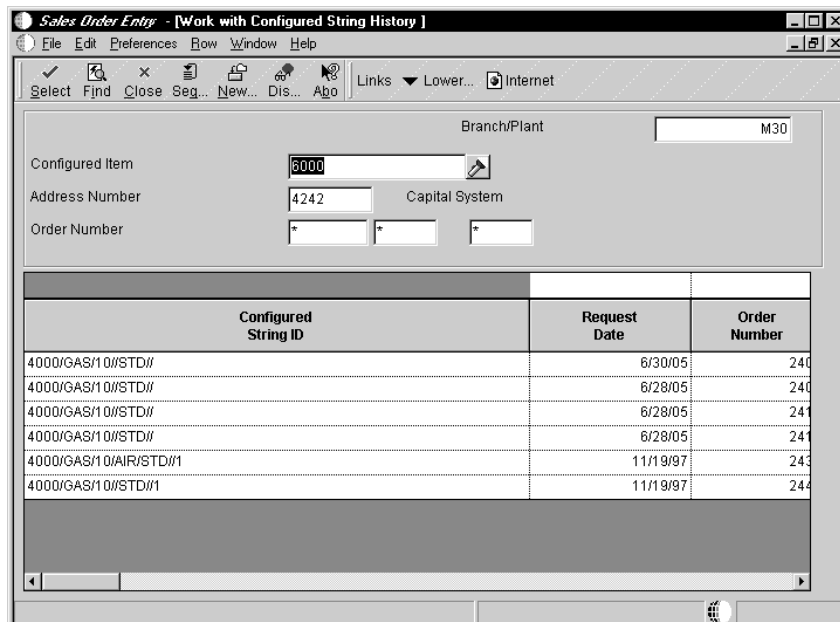 Sales Order Entry - [Work with Configured String History ]
File Edit Preferences Row Window Help
Select Find Close Seq... New... Dis... Abo Links Lower... Internet
Branch/Plant M30
Configured Item 6000
Address Number 4242 Capital System
Order Number * * *
Configured String ID Request Date Order Number
4000/GAS/10//STD// 6/30/05 240
4000/GAS/10//STD// 6/28/05 240
4000/GAS/10//STD// 6/28/05 241
4000/GAS/10//STD// 6/28/05 241
4000/GAS/10/AIR/STD//1 11/19/97 243
4000/GAS/10//STD//1 11/19/97 244